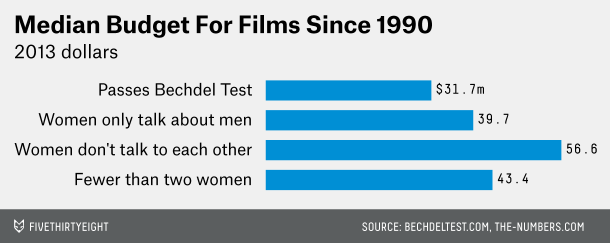 Median Budget For Films Since 1990
2013 dollars
Passes Bechdel Test $31.7m
Women only talk about men 39.7
Women don't talk to each other 56.6
Fewer than two women 43.4
FIVETHIRTYEIGHT SOURCE: BECHDELTEST.COM, THE-NUMBERS.COM